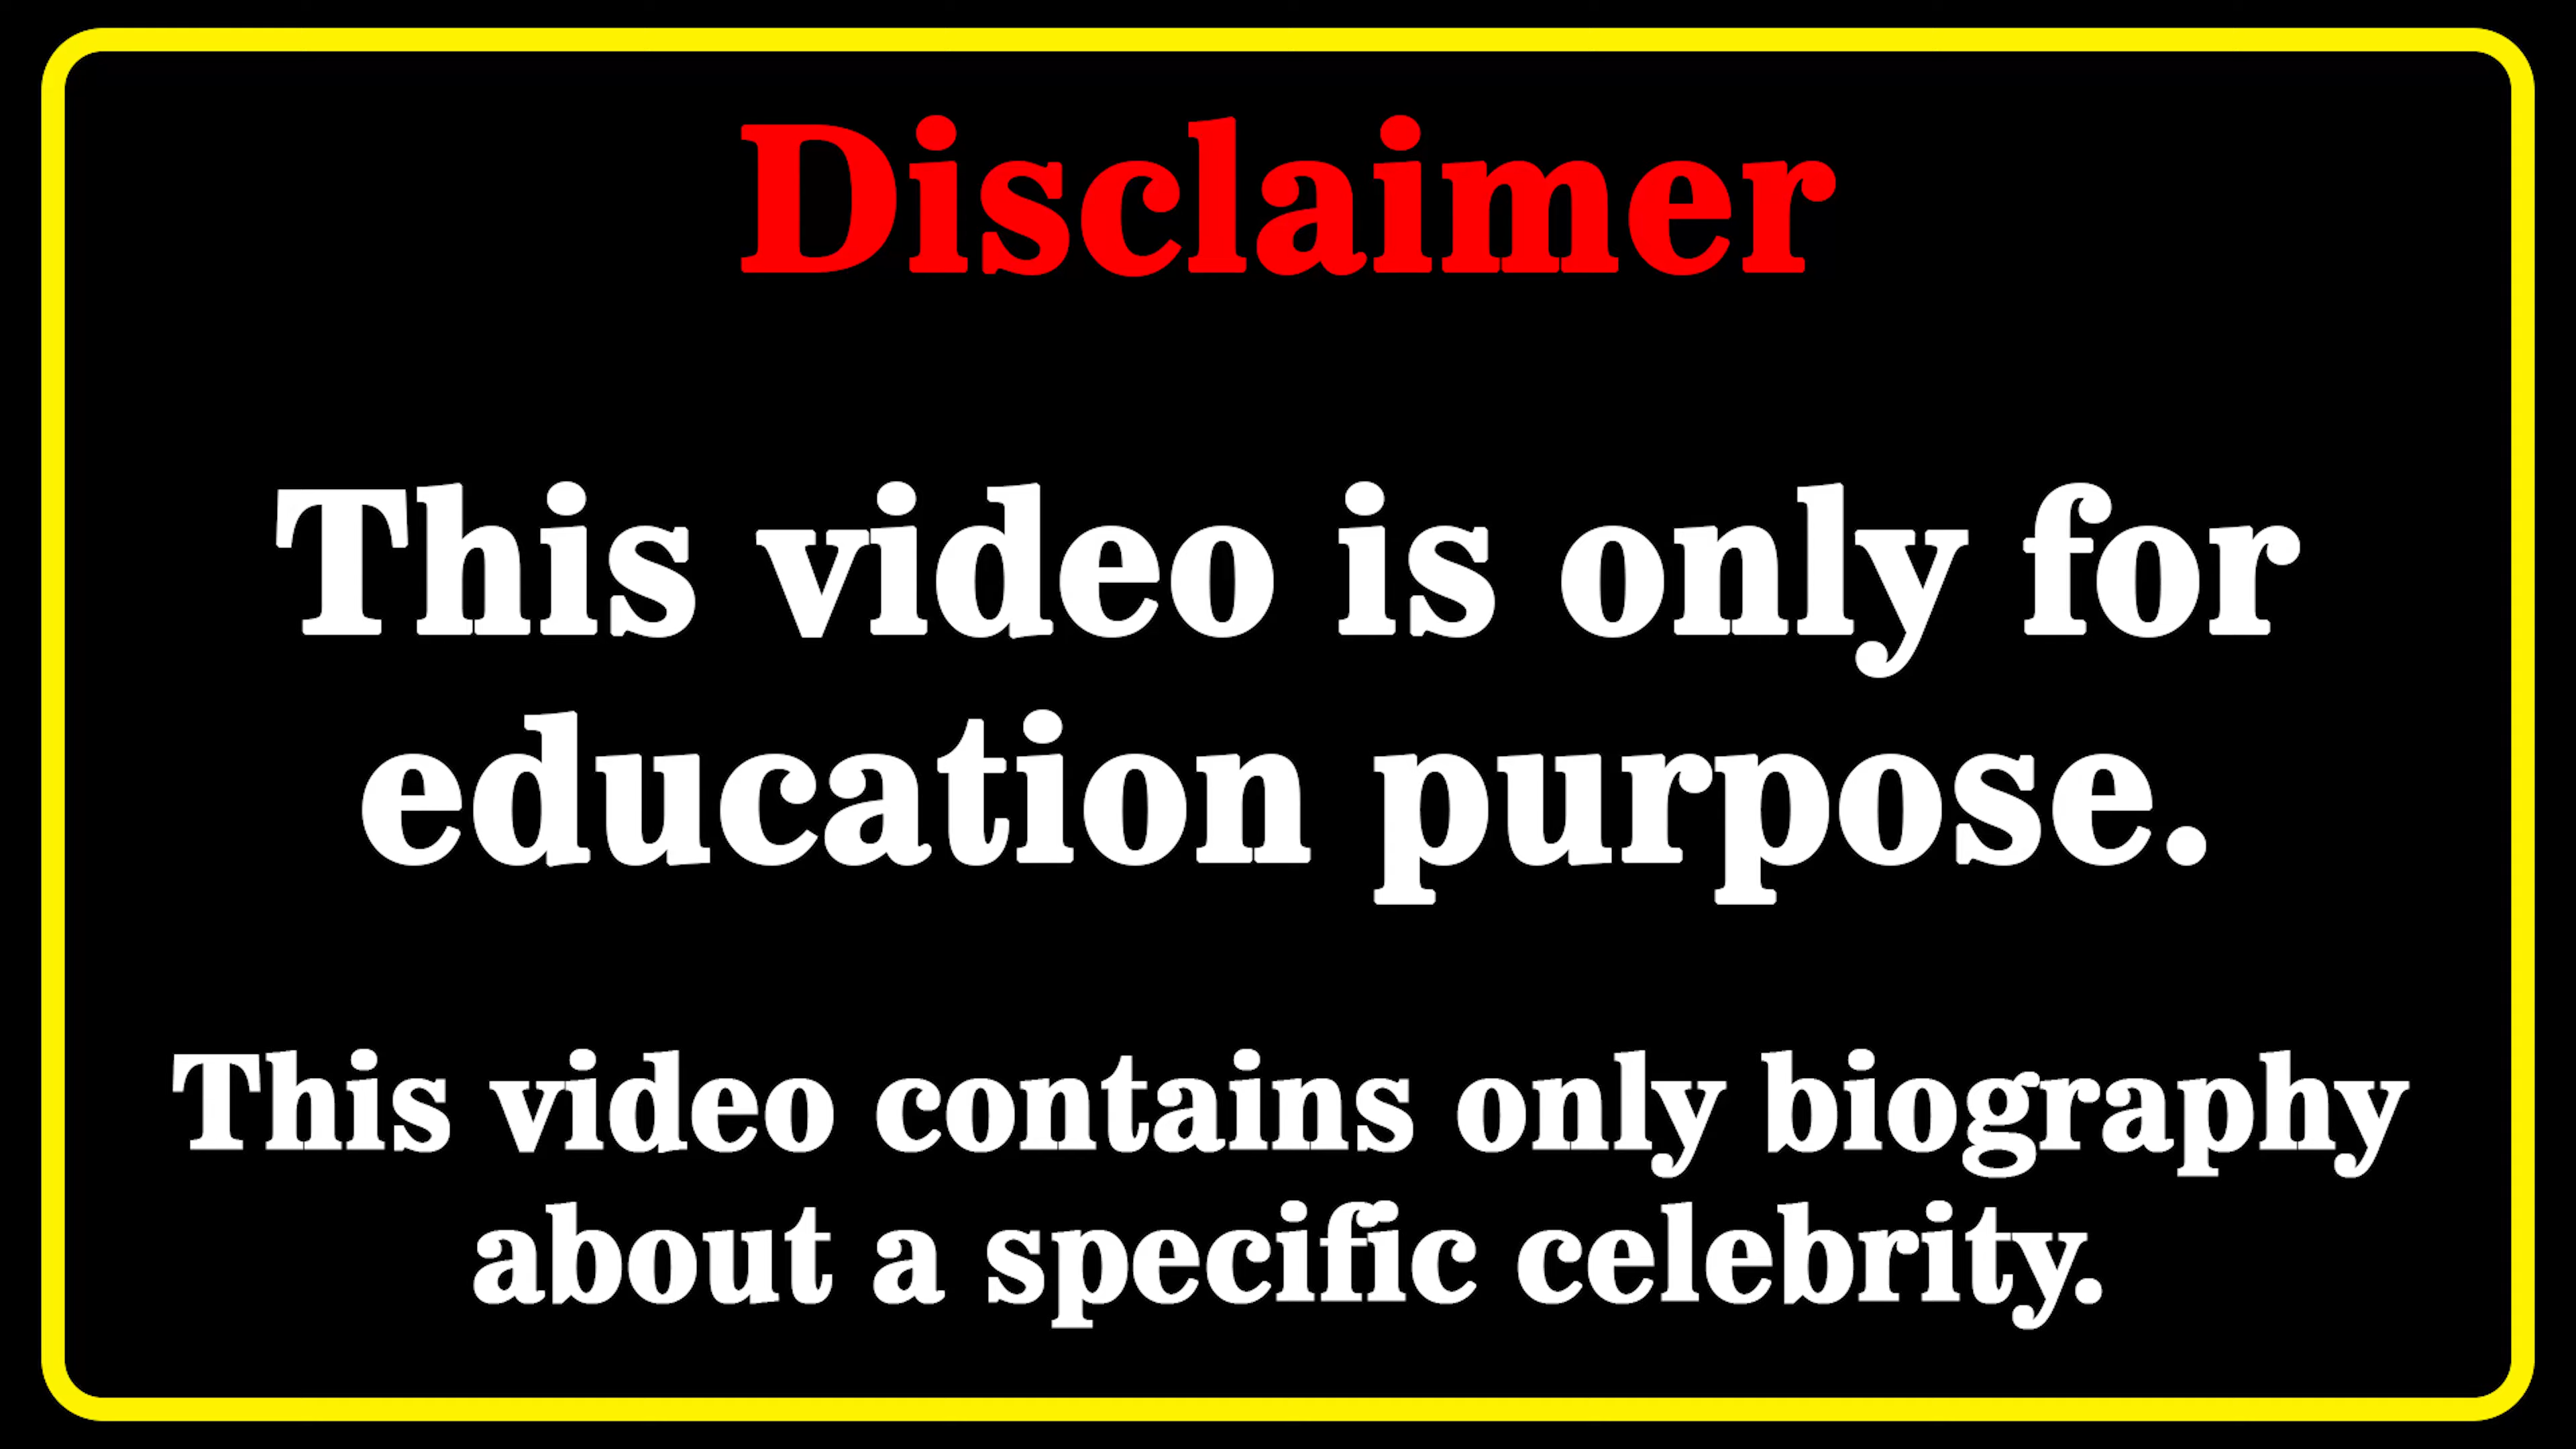 Disclaimer
This video is only for
education purpose.
This video contains only biography
about a specific celebrity.